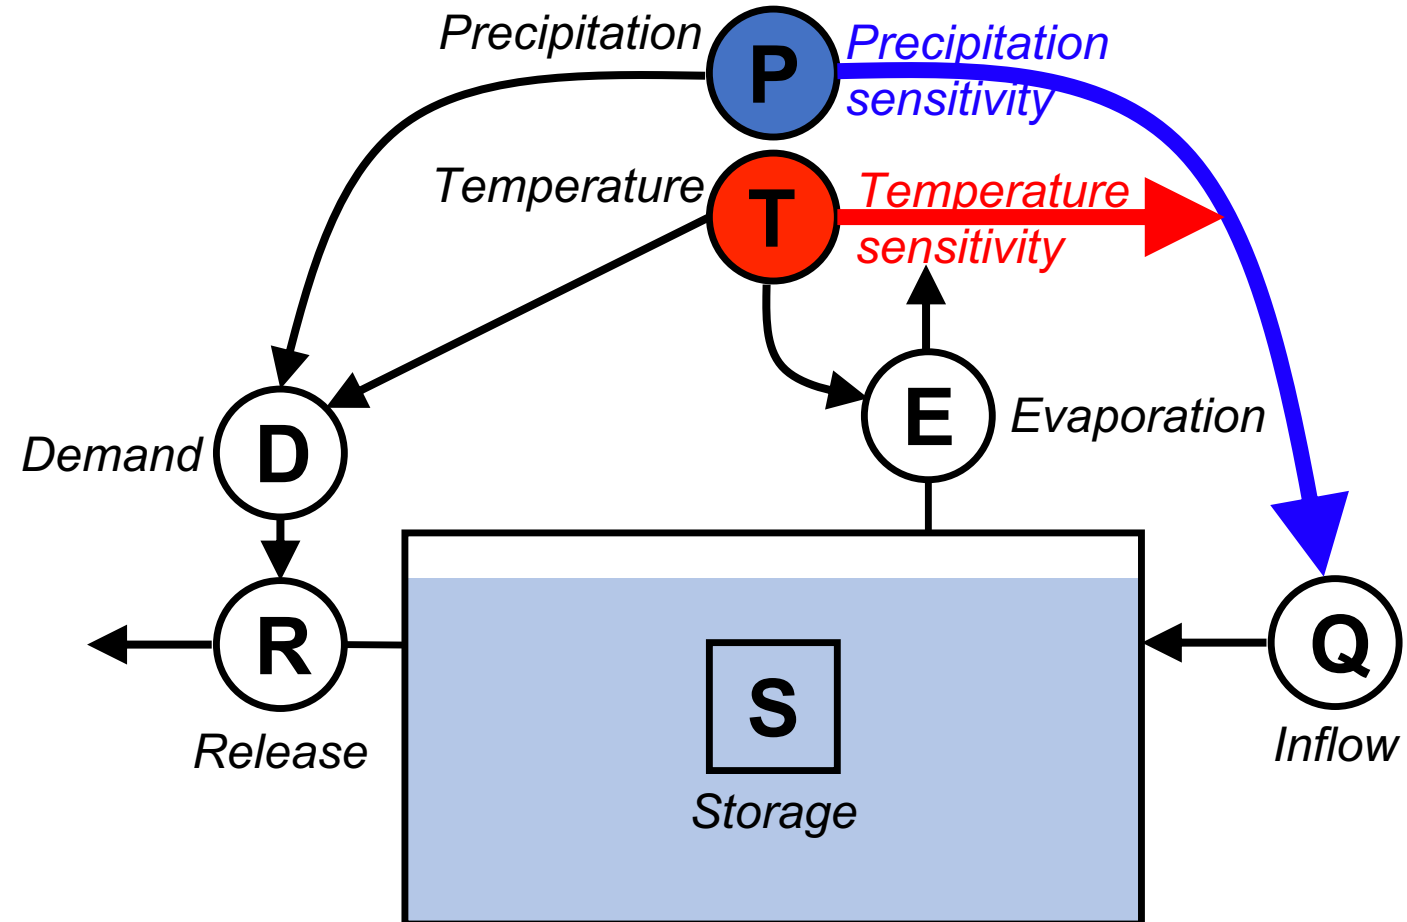 Precipitation
P
Precipitation
sensitivity
Temperature
T
Temperature
sensitivity
Demand
D
E
Evaporation
R
Release
S
Storage
Q
Inflow